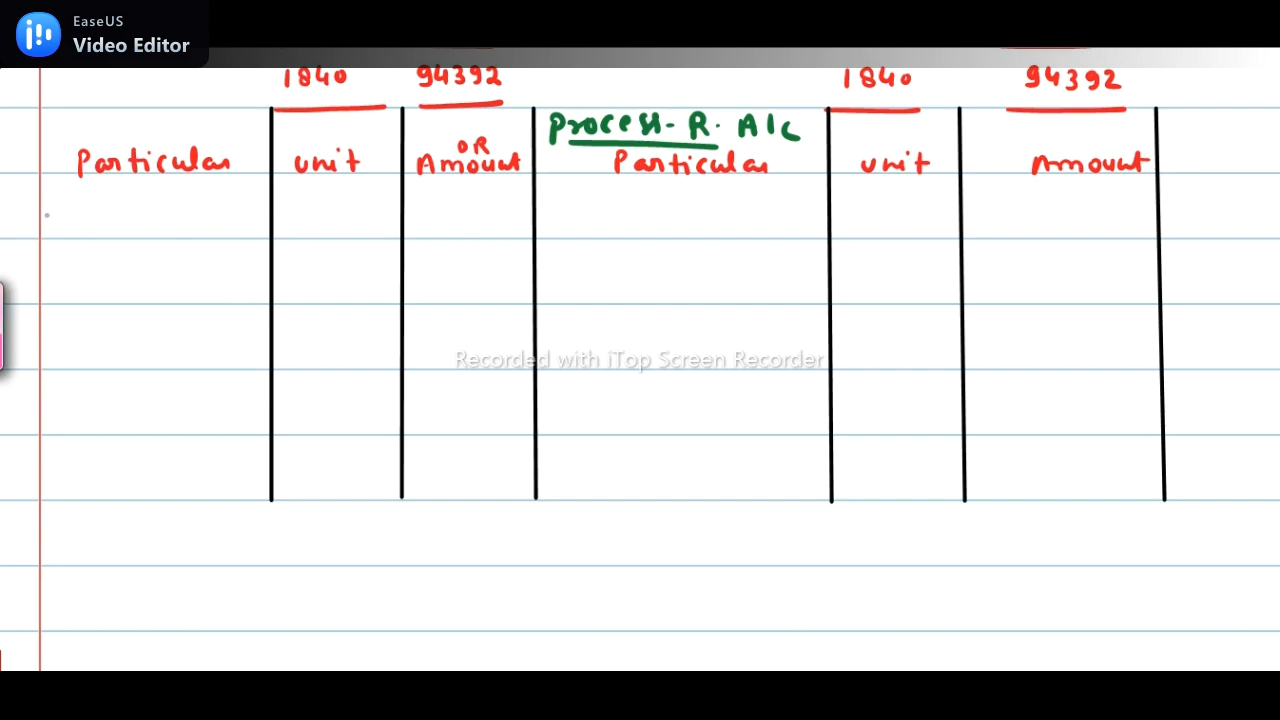 EaseUS
Video Editor
1840 94392 1840 94392
Process-R. A/C
OR
Particular unit Amount Particular unit Amount
Recorded with iTop Screen Recorder